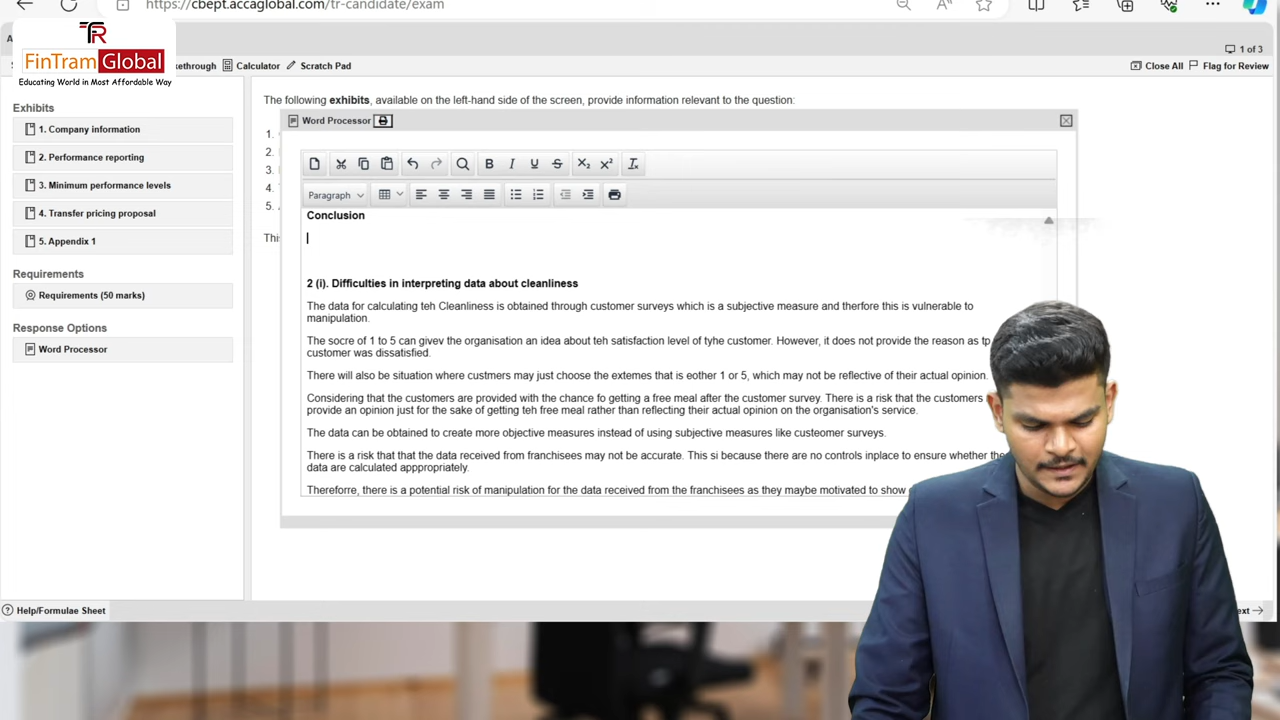 cbept.accaglobal.com/tr-candidate/exam
FinTram Global
Educating World in Most Affordable Way
1 of 3
Calculator
Scratch Pad
Close All
Flag for Review
Exhibits
1. Company information
2. Performance reporting
3. Minimum performance levels
4. Transfer pricing proposal
5. Appendix 1
Requirements
Requirements (50 marks)
Response Options
Word Processor
Help/Formulae Sheet
The following exhibits, available on the left-hand side of the screen, provide information relevant to the question:
1.
2.
3.
4.
5.
Word Processor
Paragraph
Conclusion
2 (i). Difficulties in interpreting data about cleanliness
The data for calculating teh Cleanliness is obtained through customer surveys which is a subjective measure and therfore this is vulnerable to
manipulation.
The socre of 1 to 5 can givev the organisation an idea about teh satisfaction level of tyhe customer. However, it does not provide the reason as tp
customer was dissatisfied.
There will also be situation where custmers may just choose the extemes that is eother 1 or 5, which may not be reflective of their actual opinion.
Considering that the customers are provided with the chance fo getting a free meal after the customer survey. There is a risk that the customers
provide an opinion just for the sake of getting teh free meal rather than reflecting their actual opinion on the organisation's service.
The data can be obtained to create more objective measures instead of using subjective measures like custeomer surveys.
There is a risk that that the data received from franchisees may not be accurate. This si because there are no controls inplace to ensure whether the
data are calculated apppropriately.
Thereforre, there is a potential risk of manipulation for the data received from the franchisees as they maybe motivated to show